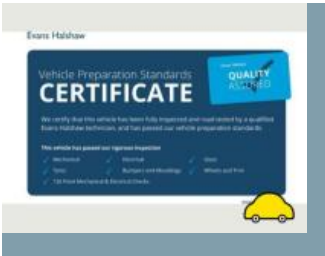 Evans Halshaw
Vehicle Preparation Standards
CERTIFICATE
QUALITY
ASSURED
We certify that this vehicle has been fully inspected and road tested by a qualified
Evans Halshaw technician, and has passed our vehicle preparation standards
This vehicle has passed our rigorous inspection
Mechanical
Electrical
Glass
Tyres
Bumpers and Mouldings
Wheels and Trim
Point Mechanical & Electrical Checks